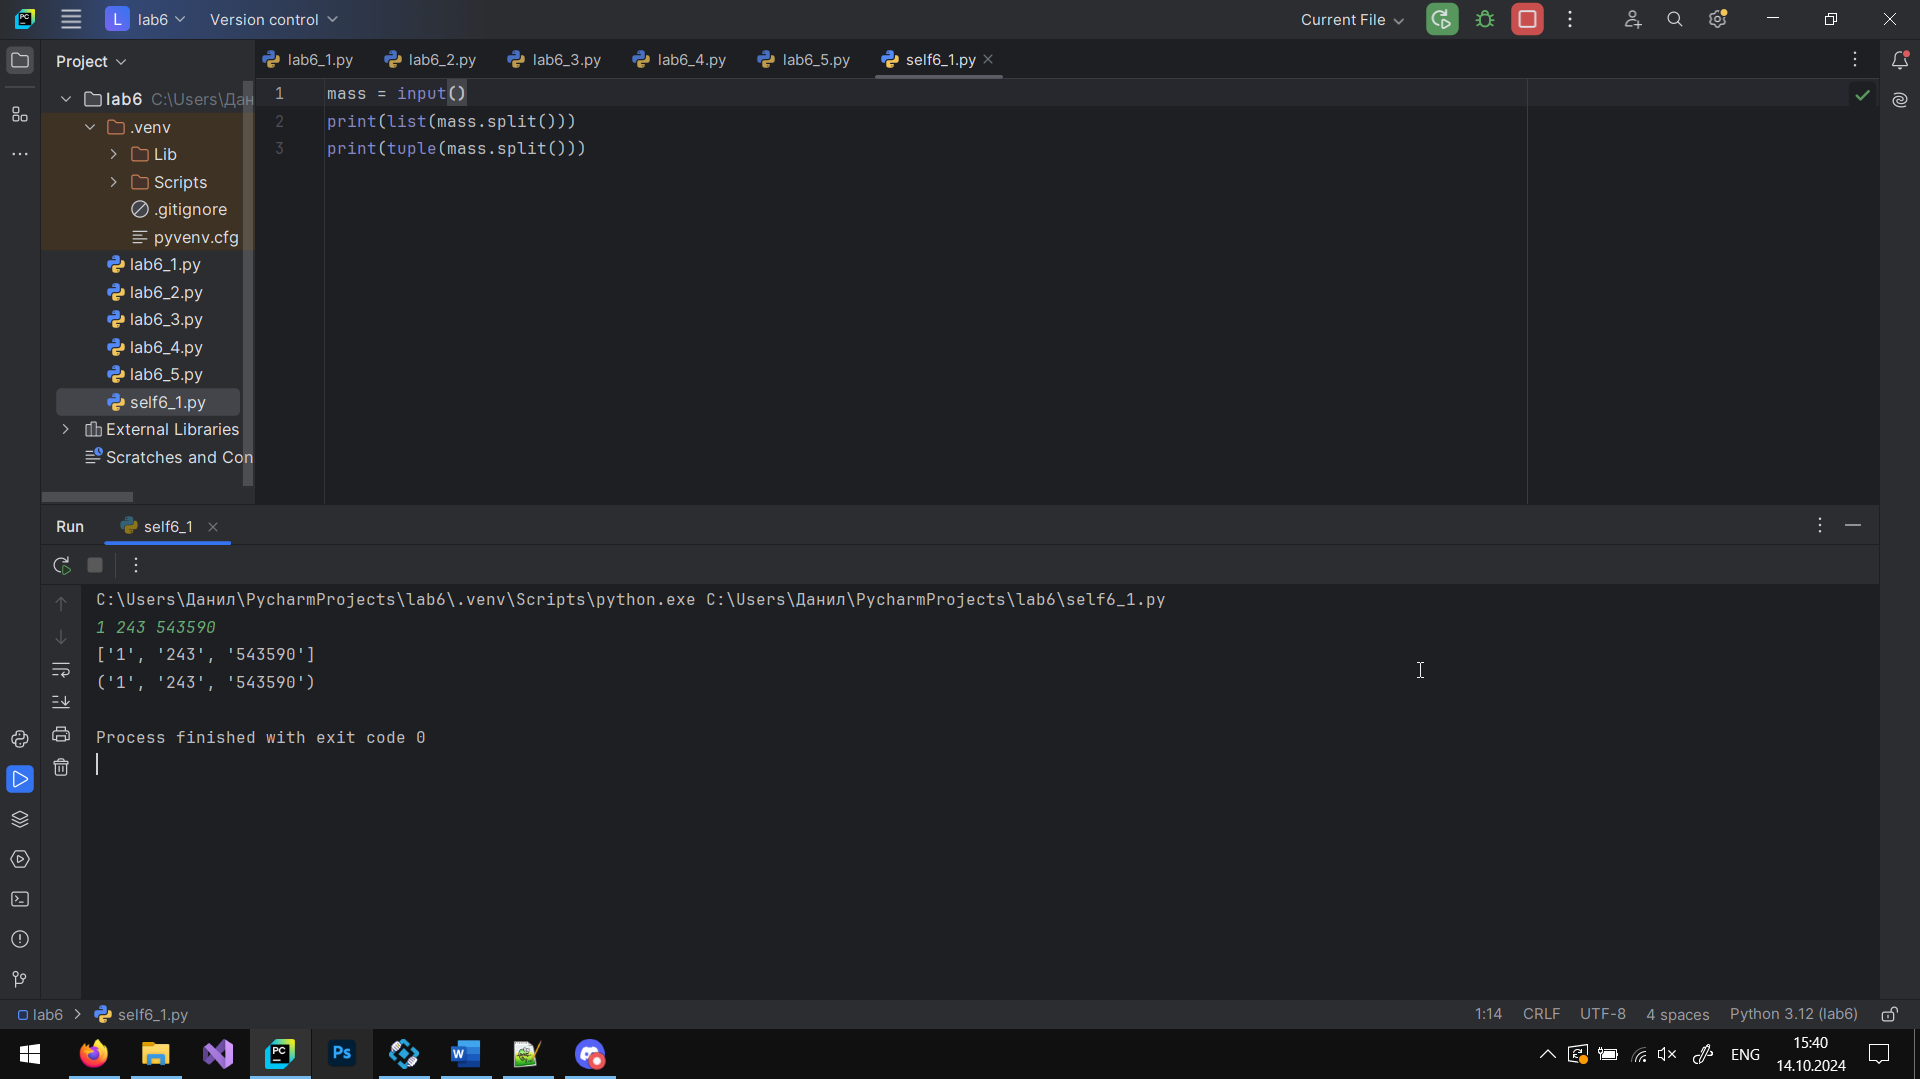 L lab6 Version control Current File
Project
lab6_1.py lab6_2.py lab6_3.py lab6_4.py lab6_5.py self6_1.py
lab6 C:\Users\Дан
.venv
Lib
Scripts
.gitignore
pyvenv.cfg
lab6_1.py
lab6_2.py
lab6_3.py
lab6_4.py
lab6_5.py
self6_1.py
External Libraries
Scratches and Con
1 mass = input()
2 print(list(mass.split()))
3 print(tuple(mass.split()))
Run self6_1
C:\Users\Данил\PycharmProjects\lab6\.venv\Scripts\python.exe C:\Users\Данил\PycharmProjects\lab6\self6_1.py
1 243 543590
['1', '243', '543590']
('1', '243', '543590')
Process finished with exit code 0
lab6 self6_1.py 1:14 CRLF UTF-8 4 spaces Python 3.12 (lab6)
PC Ps W ENG 15:40
14.10.2024